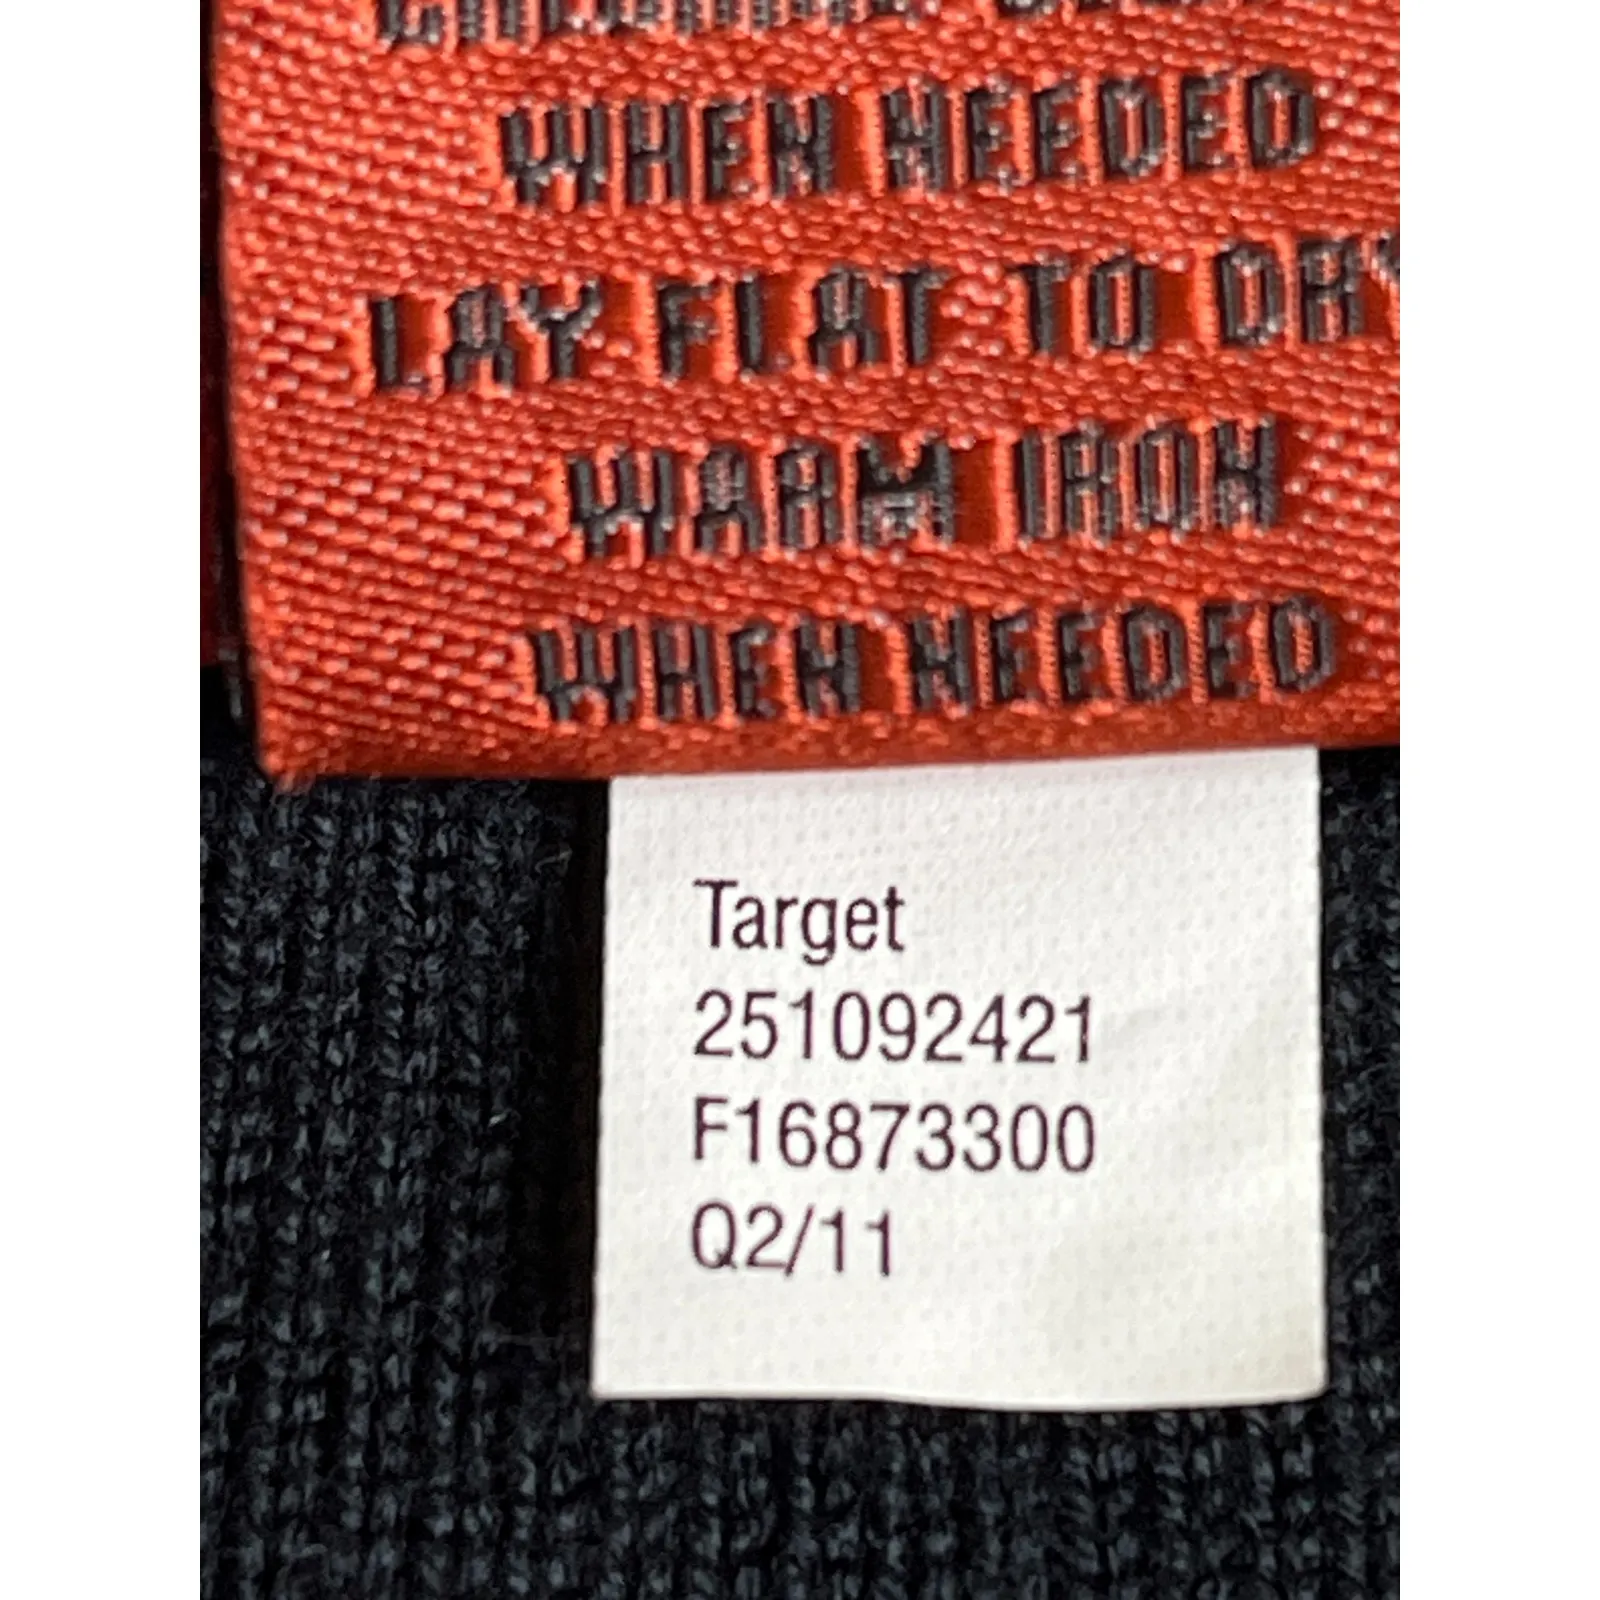 WHEN NEEDED
LAY FLAT TO DRY
WARM IRON
WHEN NEEDED
Target
251092421
F16873300
Q2/11